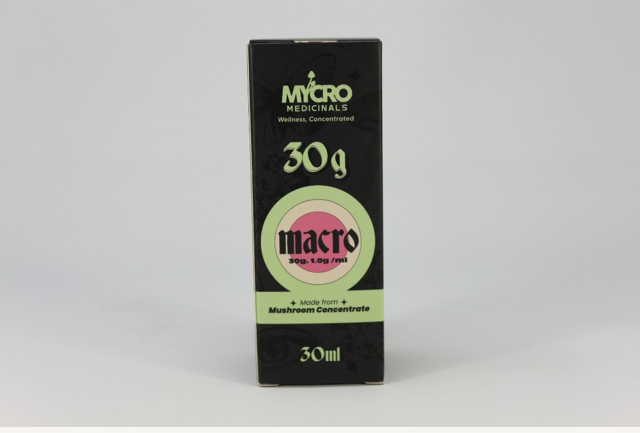 MYCRO
MEDICINALS
Wellness, Concentrated
30g
macro
30g. 1.0g /ml
Made from
Mushroom Concentrate
30ml